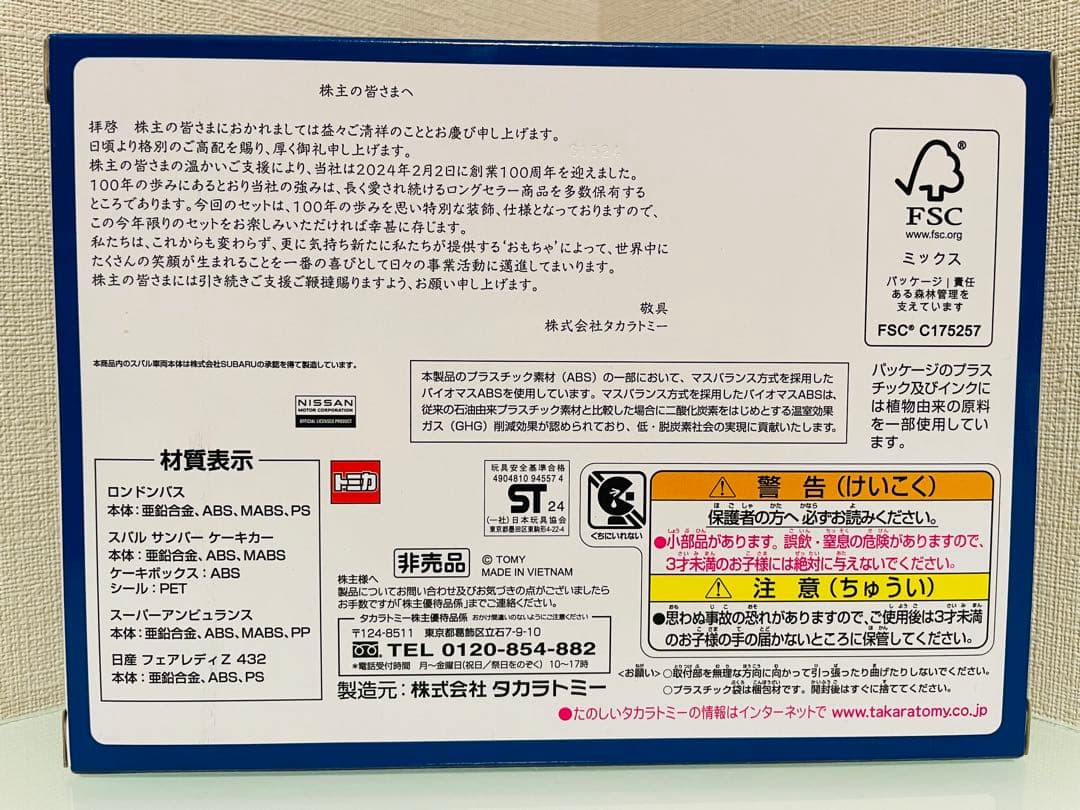 株主の皆さまへ
拝啓 株主の皆さまにおかれましては益々ご清祥のこととお慶び申し上げます。
日頃より格別のご高配を賜り、厚く御礼申し上げます。
株主の皆さまの温かいご支援により、当社は2024年2月2日に創業100周年を迎えました。
100年の歩みにあるとおり当社の強みは、長く愛され続けるロングセラー商品を多数保有する
ところであります。今回のセットは、100年の歩みを思い特別な装飾、仕様となっておりますので、
この今年限りのセットをお楽しみいただければ幸甚に存じます。
私たちは、これからも変わらず、更に気持ち新たに私たちが提供する‘おもちゃ’によって、世界中に
たくさんの笑顔が生まれることを一番の喜びとして日々の事業活動に邁進してまいります。
株主の皆さまには引き続きご支援ご鞭撻賜りますよう、お願い申し上げます。
敬具
株式会社タカラトミー
FSC
www.fsc.org
ミックス
パッケージ|責任
ある森林管理を
支えています
FSC® C175257
本商品内のスバル車両本体は株式会社SUBARUの承認を得て製造しています。
NISSAN
MOTOR CORPORATION
OFFICIAL LICENSED PRODUCT
本製品のプラスチック素材（ABS）の一部において、マスバランス方式を採用した
バイオマスABSを使用しています。マスバランス方式を採用したバイオマスABSは、
従来の石油由来プラスチック素材と比較した場合に二酸化炭素をはじめとする温室効果
ガス（GHG）削減効果が認められており、低・脱炭素社会の実現に貢献いたします。
パッケージのプラス
チック及びインクに
は植物由来の原料
を一部使用してい
ます。
材質表示
ロンドンバス
本体：亜鉛合金、ABS、MABS、PS
スバル サンバー ケーキカー
本体：亜鉛合金、ABS、MABS
ケーキボックス：ABS
シール：PET
スーパーアンビュランス
本体：亜鉛合金、ABS、MABS、PP
日産 フェアレディZ 432
本体：亜鉛合金、ABS、PS
トミカ
玩具安全基準合格
4904810 94557 4
ST 24
(一社)日本玩具協会
東京都墨田区東駒形4-22-4
くちにいれない
非売品
© TOMY
MADE IN VIETNAM
株主様へ
製品についてお問い合わせ及びお気づきの点がございましたら
お手数ですが「株主優待品係」までご連絡ください。
タカラトミー株主優待品係 おかけ間違いのないようにご注意ください
〒124-8511 東京都葛飾区立石7-9-10
TEL 0120-854-882
*電話受付時間 月〜金曜日(祝日／祭日をのぞく) 10〜17時
製造元：株式会社 タカラトミー
警 告（けいこく）
保護者の方へ 必ずお読みください。
●小部品があります。誤飲・窒息の危険がありますので、
3才未満のお子様には絶対に与えないでください。
注 意（ちゅうい）
●思わぬ事故の恐れがありますので、ご使用後は3才未満
のお子様の手の届かないところに保管してください。
<お願い> ○取付部を無理な方向に向かって引っ張ったり曲げたりしないでください。
○プラスチック袋は梱包材です。開封後はすぐに捨ててください。
●たのしいタカラトミーの情報はインターネットで www.takaratomy.co.jp